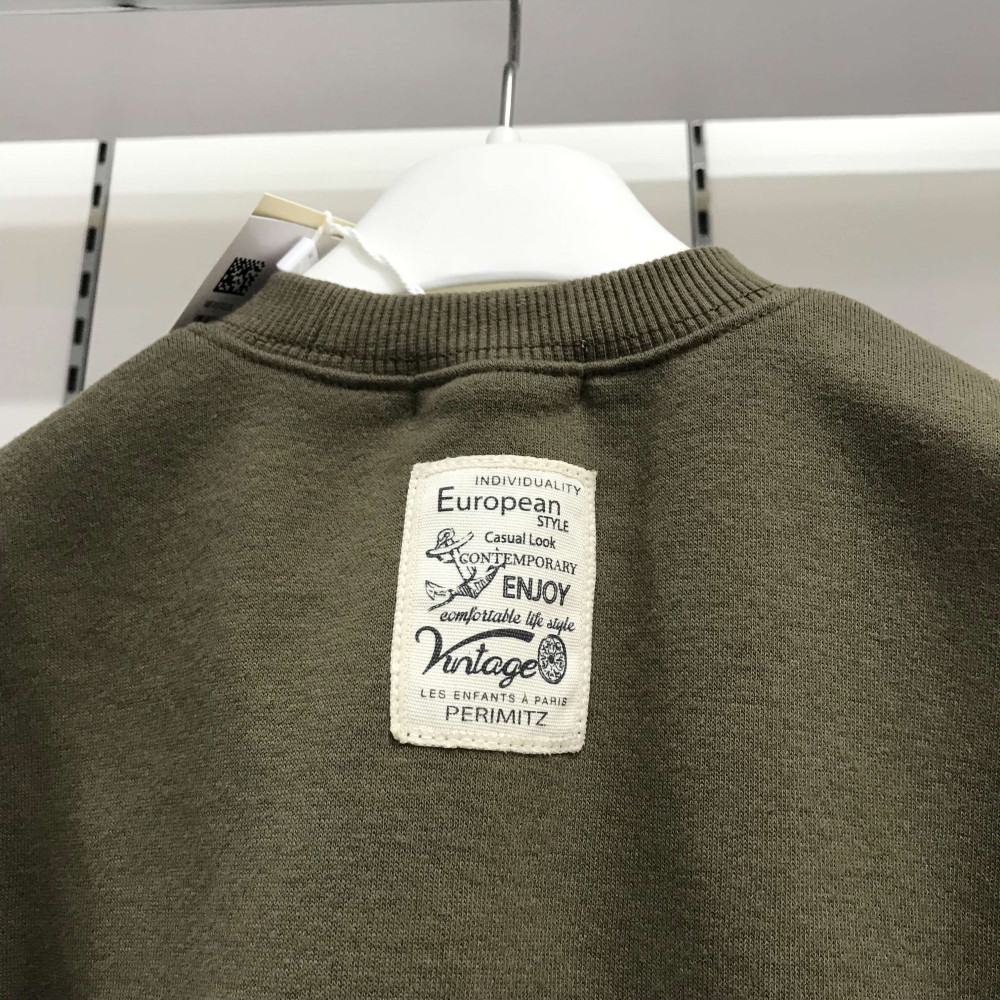 INDIVIDUALITY
European
STYLE
Casual Look
CONTEMPORARY
ENJOY
comfortable life style
Vintage
LES ENFANTS À PARIS
PERIMITZ